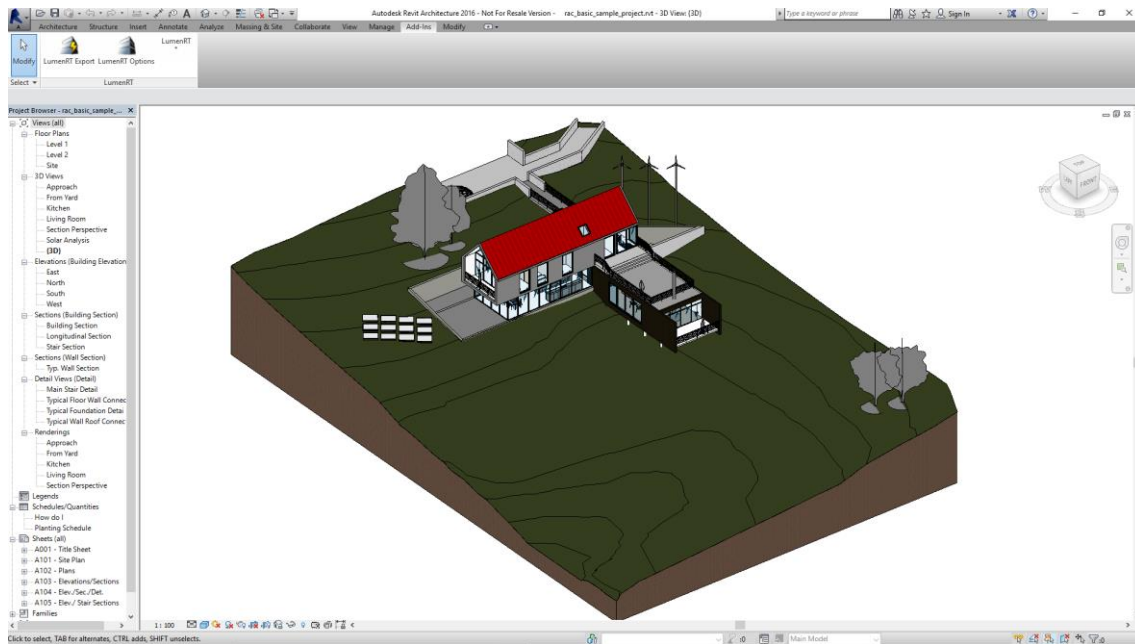 Autodesk Revit Architecture 2016 - Not For Resale Version - rac_basic_sample_project.rvt - 3D View: {3D}
Type a keyword or phrase
Sign In
Architecture Structure Insert Annotate Analyze Massing & Site Collaborate View Manage Add-Ins Modify
Modify
LumenRT Export
LumenRT Options
LumenRT
Select
LumenRT
Project Browser - rac_basic_sample_...
Views (all)
Floor Plans
Level 1
Level 2
Site
3D Views
Approach
From Yard
Kitchen
Living Room
Section Perspective
Solar Analysis
{3D}
Elevations (Building Elevation
East
North
South
West
Sections (Building Section)
Building Section
Longitudinal Section
Stair Section
Sections (Wall Section)
Typ. Wall Section
Detail Views (Detail)
Main Stair Detail
Typical Floor Wall Connec
Typical Foundation Detai
Typical Wall Roof Connec
Renderings
Approach
From Yard
Kitchen
Living Room
Section Perspective
Legends
Schedules/Quantities
How do I
Planting Schedule
Sheets (all)
A001 - Title Sheet
A101 - Site Plan
A102 - Plans
A103 - Elevations/Sections
A104 - Elev./Sec./Det.
A105 - Elev./ Stair Sections
Families
TOP
FRONT
1 : 100
Click to select, TAB for alternates, CTRL adds, SHIFT unselects.
:0
Main Model
:0